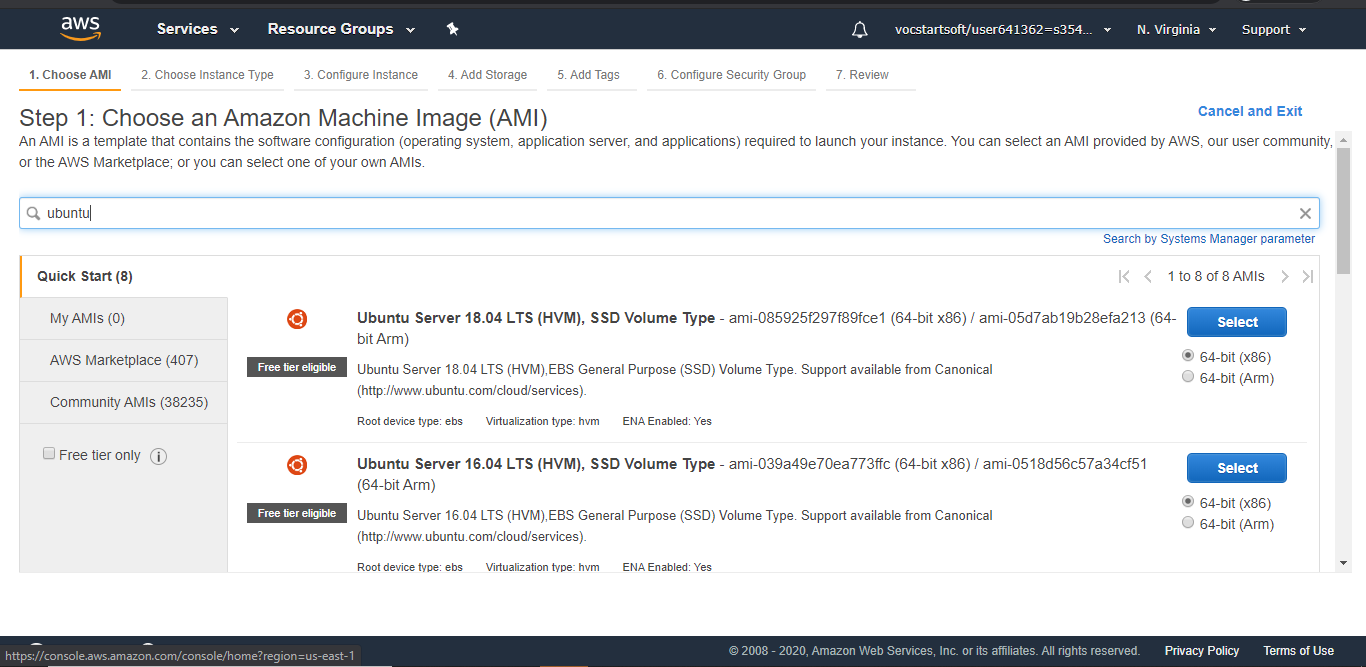 aws
Services
Resource Groups
vocstartsoft/user641362=s354...
N. Virginia
Support
1. Choose AMI
2. Choose Instance Type
3. Configure Instance
4. Add Storage
5. Add Tags
6. Configure Security Group
7. Review
Step 1: Choose an Amazon Machine Image (AMI)
Cancel and Exit
An AMI is a template that contains the software configuration (operating system, application server, and applications) required to launch your instance. You can select an AMI provided by AWS, our user community,
or the AWS Marketplace; or you can select one of your own AMIs.
ubuntu
Search by Systems Manager parameter
Quick Start (8)
1 to 8 of 8 AMIs
My AMIs (0)
AWS Marketplace (407)
Community AMIs (38235)
Free tier only
Ubuntu Server 18.04 LTS (HVM), SSD Volume Type - ami-085925f297f89fce1 (64-bit x86) / ami-05d7ab19b28efa213 (64-
bit Arm)
Select
Free tier eligible
Ubuntu Server 18.04 LTS (HVM),EBS General Purpose (SSD) Volume Type. Support available from Canonical
(http://www.ubuntu.com/cloud/services).
64-bit (x86)
64-bit (Arm)
Root device type: ebs
Virtualization type: hvm
ENA Enabled: Yes
Ubuntu Server 16.04 LTS (HVM), SSD Volume Type - ami-039a49e70ea773ffc (64-bit x86) / ami-0518d56c57a34cf51
(64-bit Arm)
Select
Free tier eligible
Ubuntu Server 16.04 LTS (HVM),EBS General Purpose (SSD) Volume Type. Support available from Canonical
(http://www.ubuntu.com/cloud/services).
64-bit (x86)
64-bit (Arm)
Root device type: ebs
Virtualization type: hvm
ENA Enabled: Yes
© 2008 - 2020, Amazon Web Services, Inc. or its affiliates. All rights reserved.
Privacy Policy
Terms of Use
https://console.aws.amazon.com/console/home?region=us-east-1